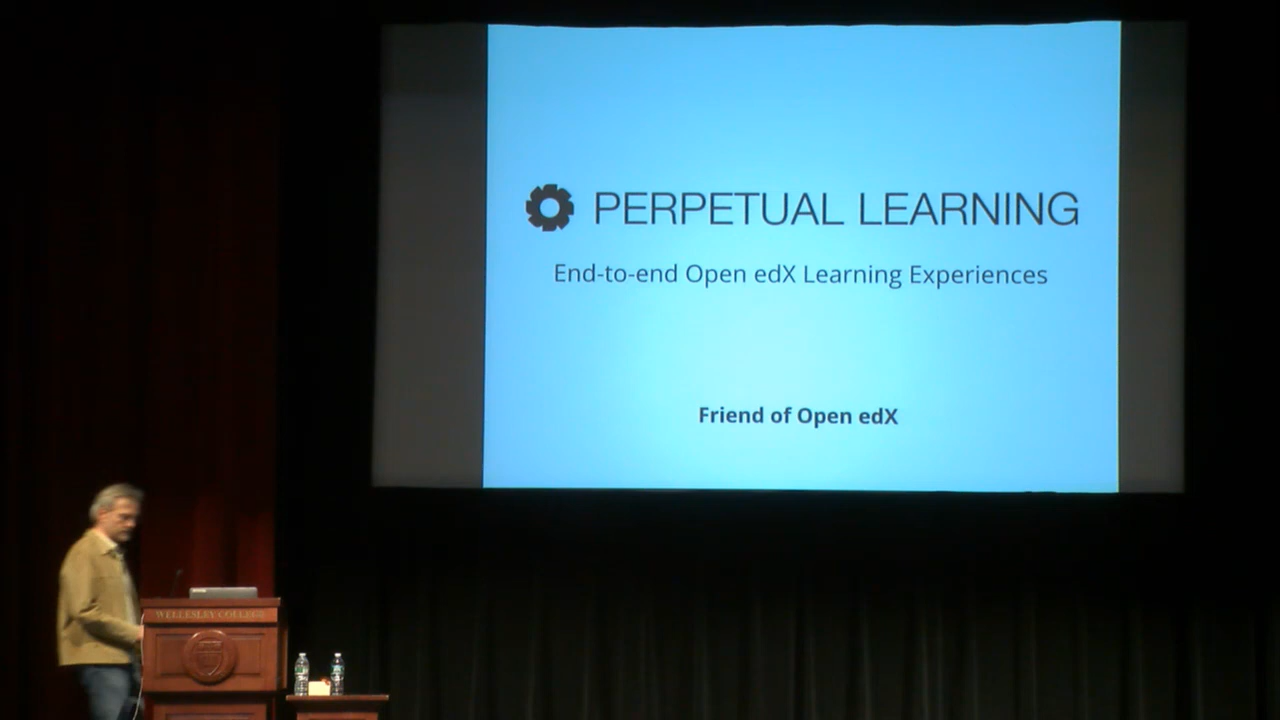 PERPETUAL LEARNING
End-to-end Open edX Learning Experiences
Friend of Open edX
WELLESLEY COLLEGE